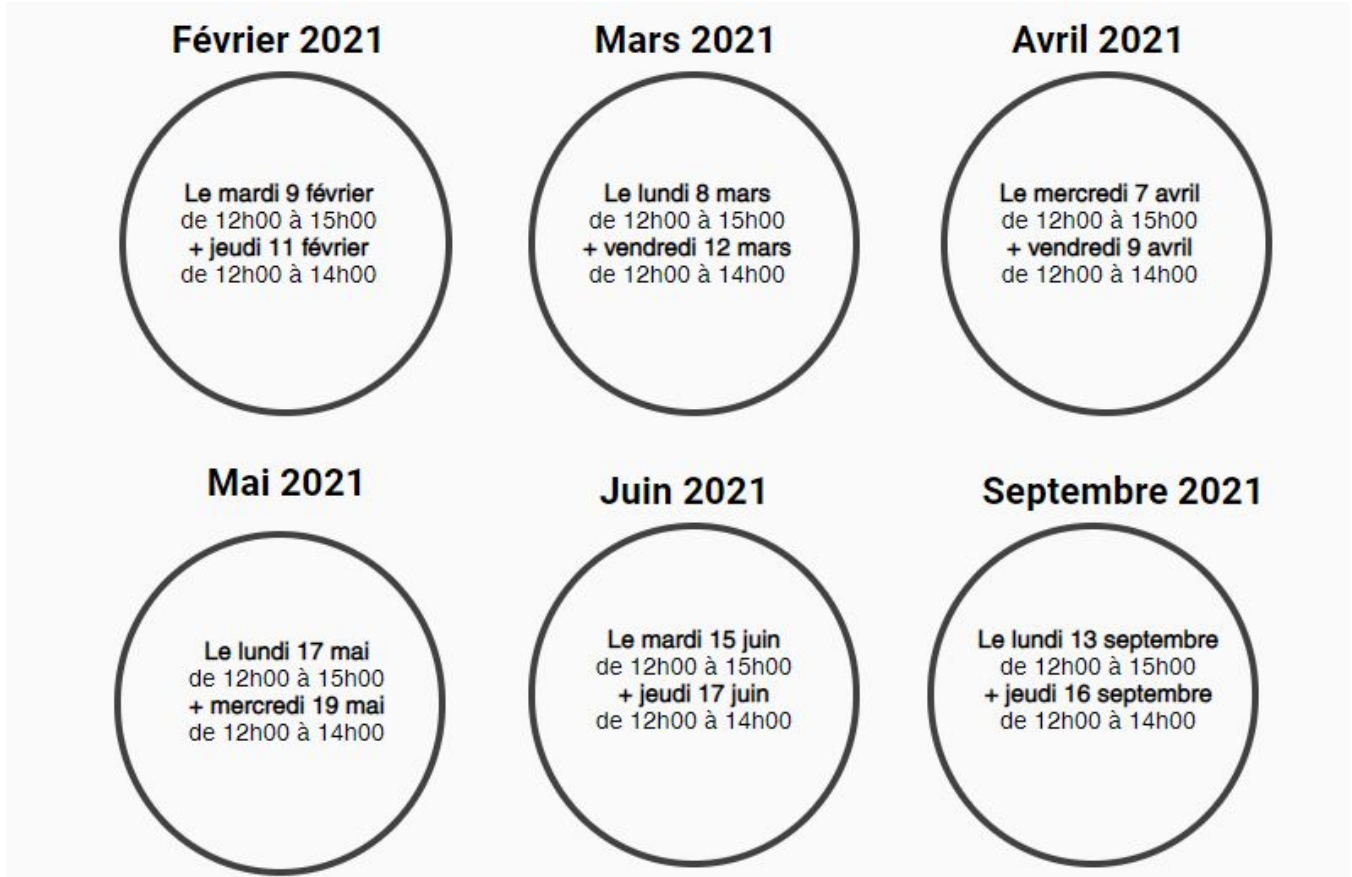 Février 2021
Le mardi 9 février
de 12h00 à 15h00
+ jeudi 11 février
de 12h00 à 14h00
Mars 2021
Le lundi 8 mars
de 12h00 à 15h00
+ vendredi 12 mars
de 12h00 à 14h00
Avril 2021
Le mercredi 7 avril
de 12h00 à 15h00
+ vendredi 9 avril
de 12h00 à 14h00
Mai 2021
Le lundi 17 mai
de 12h00 à 15h00
+ mercredi 19 mai
de 12h00 à 14h00
Juin 2021
Le mardi 15 juin
de 12h00 à 15h00
+ jeudi 17 juin
de 12h00 à 14h00
Septembre 2021
Le lundi 13 septembre
de 12h00 à 15h00
+ jeudi 16 septembre
de 12h00 à 14h00